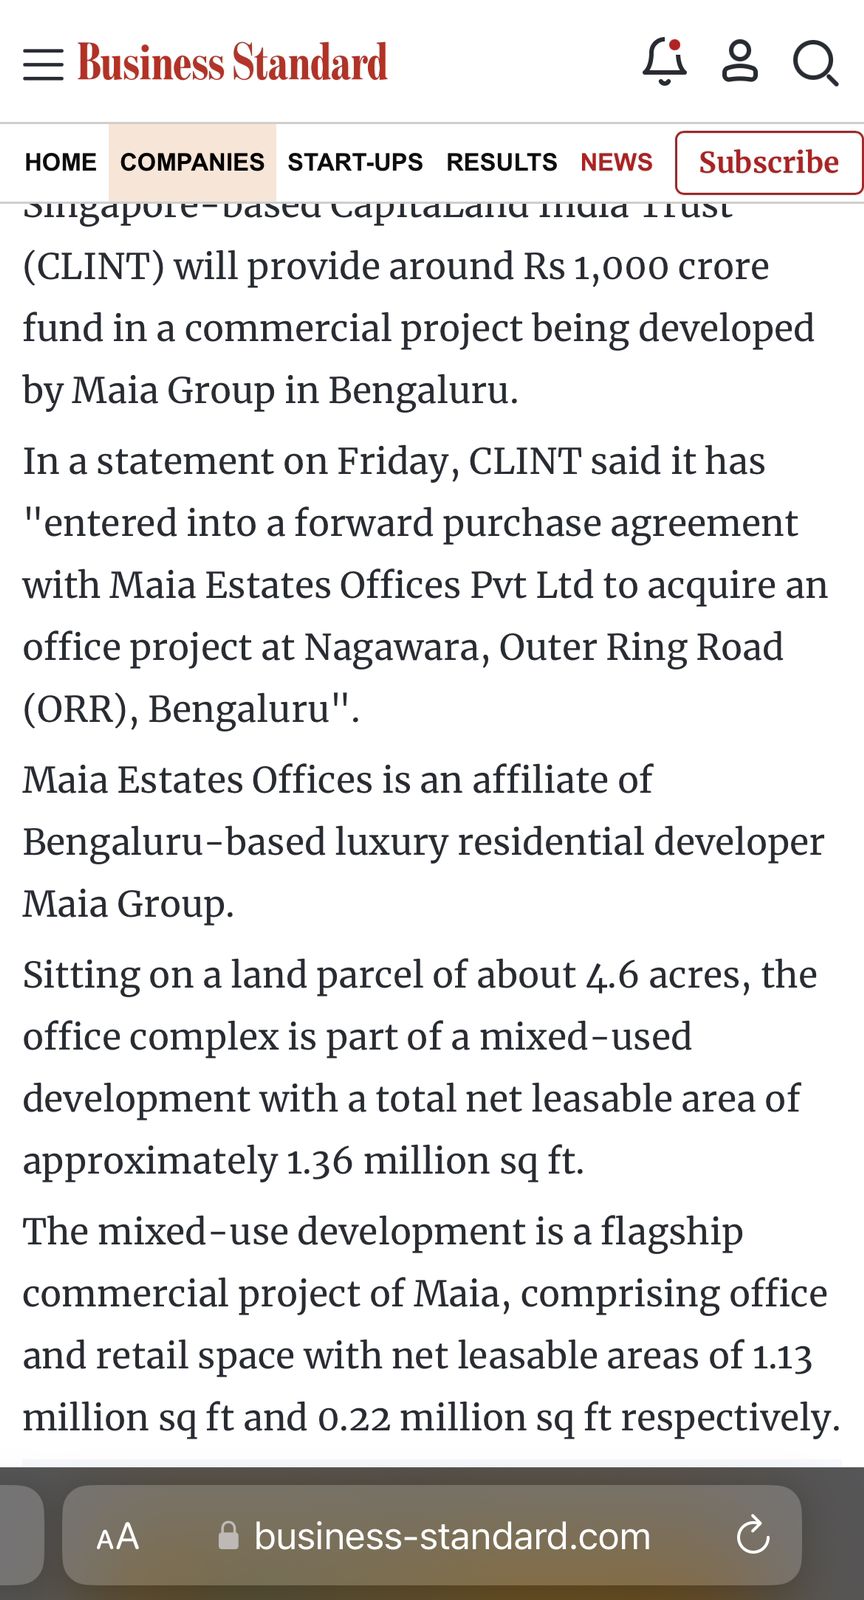 Business Standard
HOME COMPANIES START-UPS RESULTS NEWS Subscribe
Singapore-based CapitaLand India Trust
(CLINT) will provide around Rs 1,000 crore
fund in a commercial project being developed
by Maia Group in Bengaluru.
In a statement on Friday, CLINT said it has
"entered into a forward purchase agreement
with Maia Estates Offices Pvt Ltd to acquire an
office project at Nagawara, Outer Ring Road
(ORR), Bengaluru".
Maia Estates Offices is an affiliate of
Bengaluru-based luxury residential developer
Maia Group.
Sitting on a land parcel of about 4.6 acres, the
office complex is part of a mixed-used
development with a total net leasable area of
approximately 1.36 million sq ft.
The mixed-use development is a flagship
commercial project of Maia, comprising office
and retail space with net leasable areas of 1.13
million sq ft and 0.22 million sq ft respectively.
AA business-standard.com